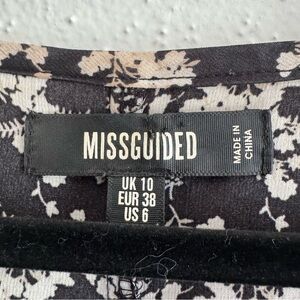 MISSGUIDED
MADE IN
CHINA
UK 10
EUR 38
US 6